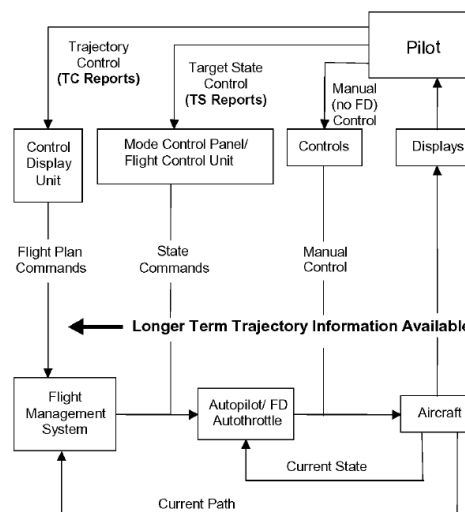 Trajectory
Control
(TC Reports)
Target State
Control
(TS Reports)
Manual
(no FD)
Control
Pilot
Control
Display
Unit
Mode Control Panel/
Flight Control Unit
Controls
Displays
Flight Plan
Commands
State
Commands
Manual
Control
Longer Term Trajectory Information Available
Flight
Management
System
Autopilot/ FD
Autothrottle
Aircraft
Current State
Current Path